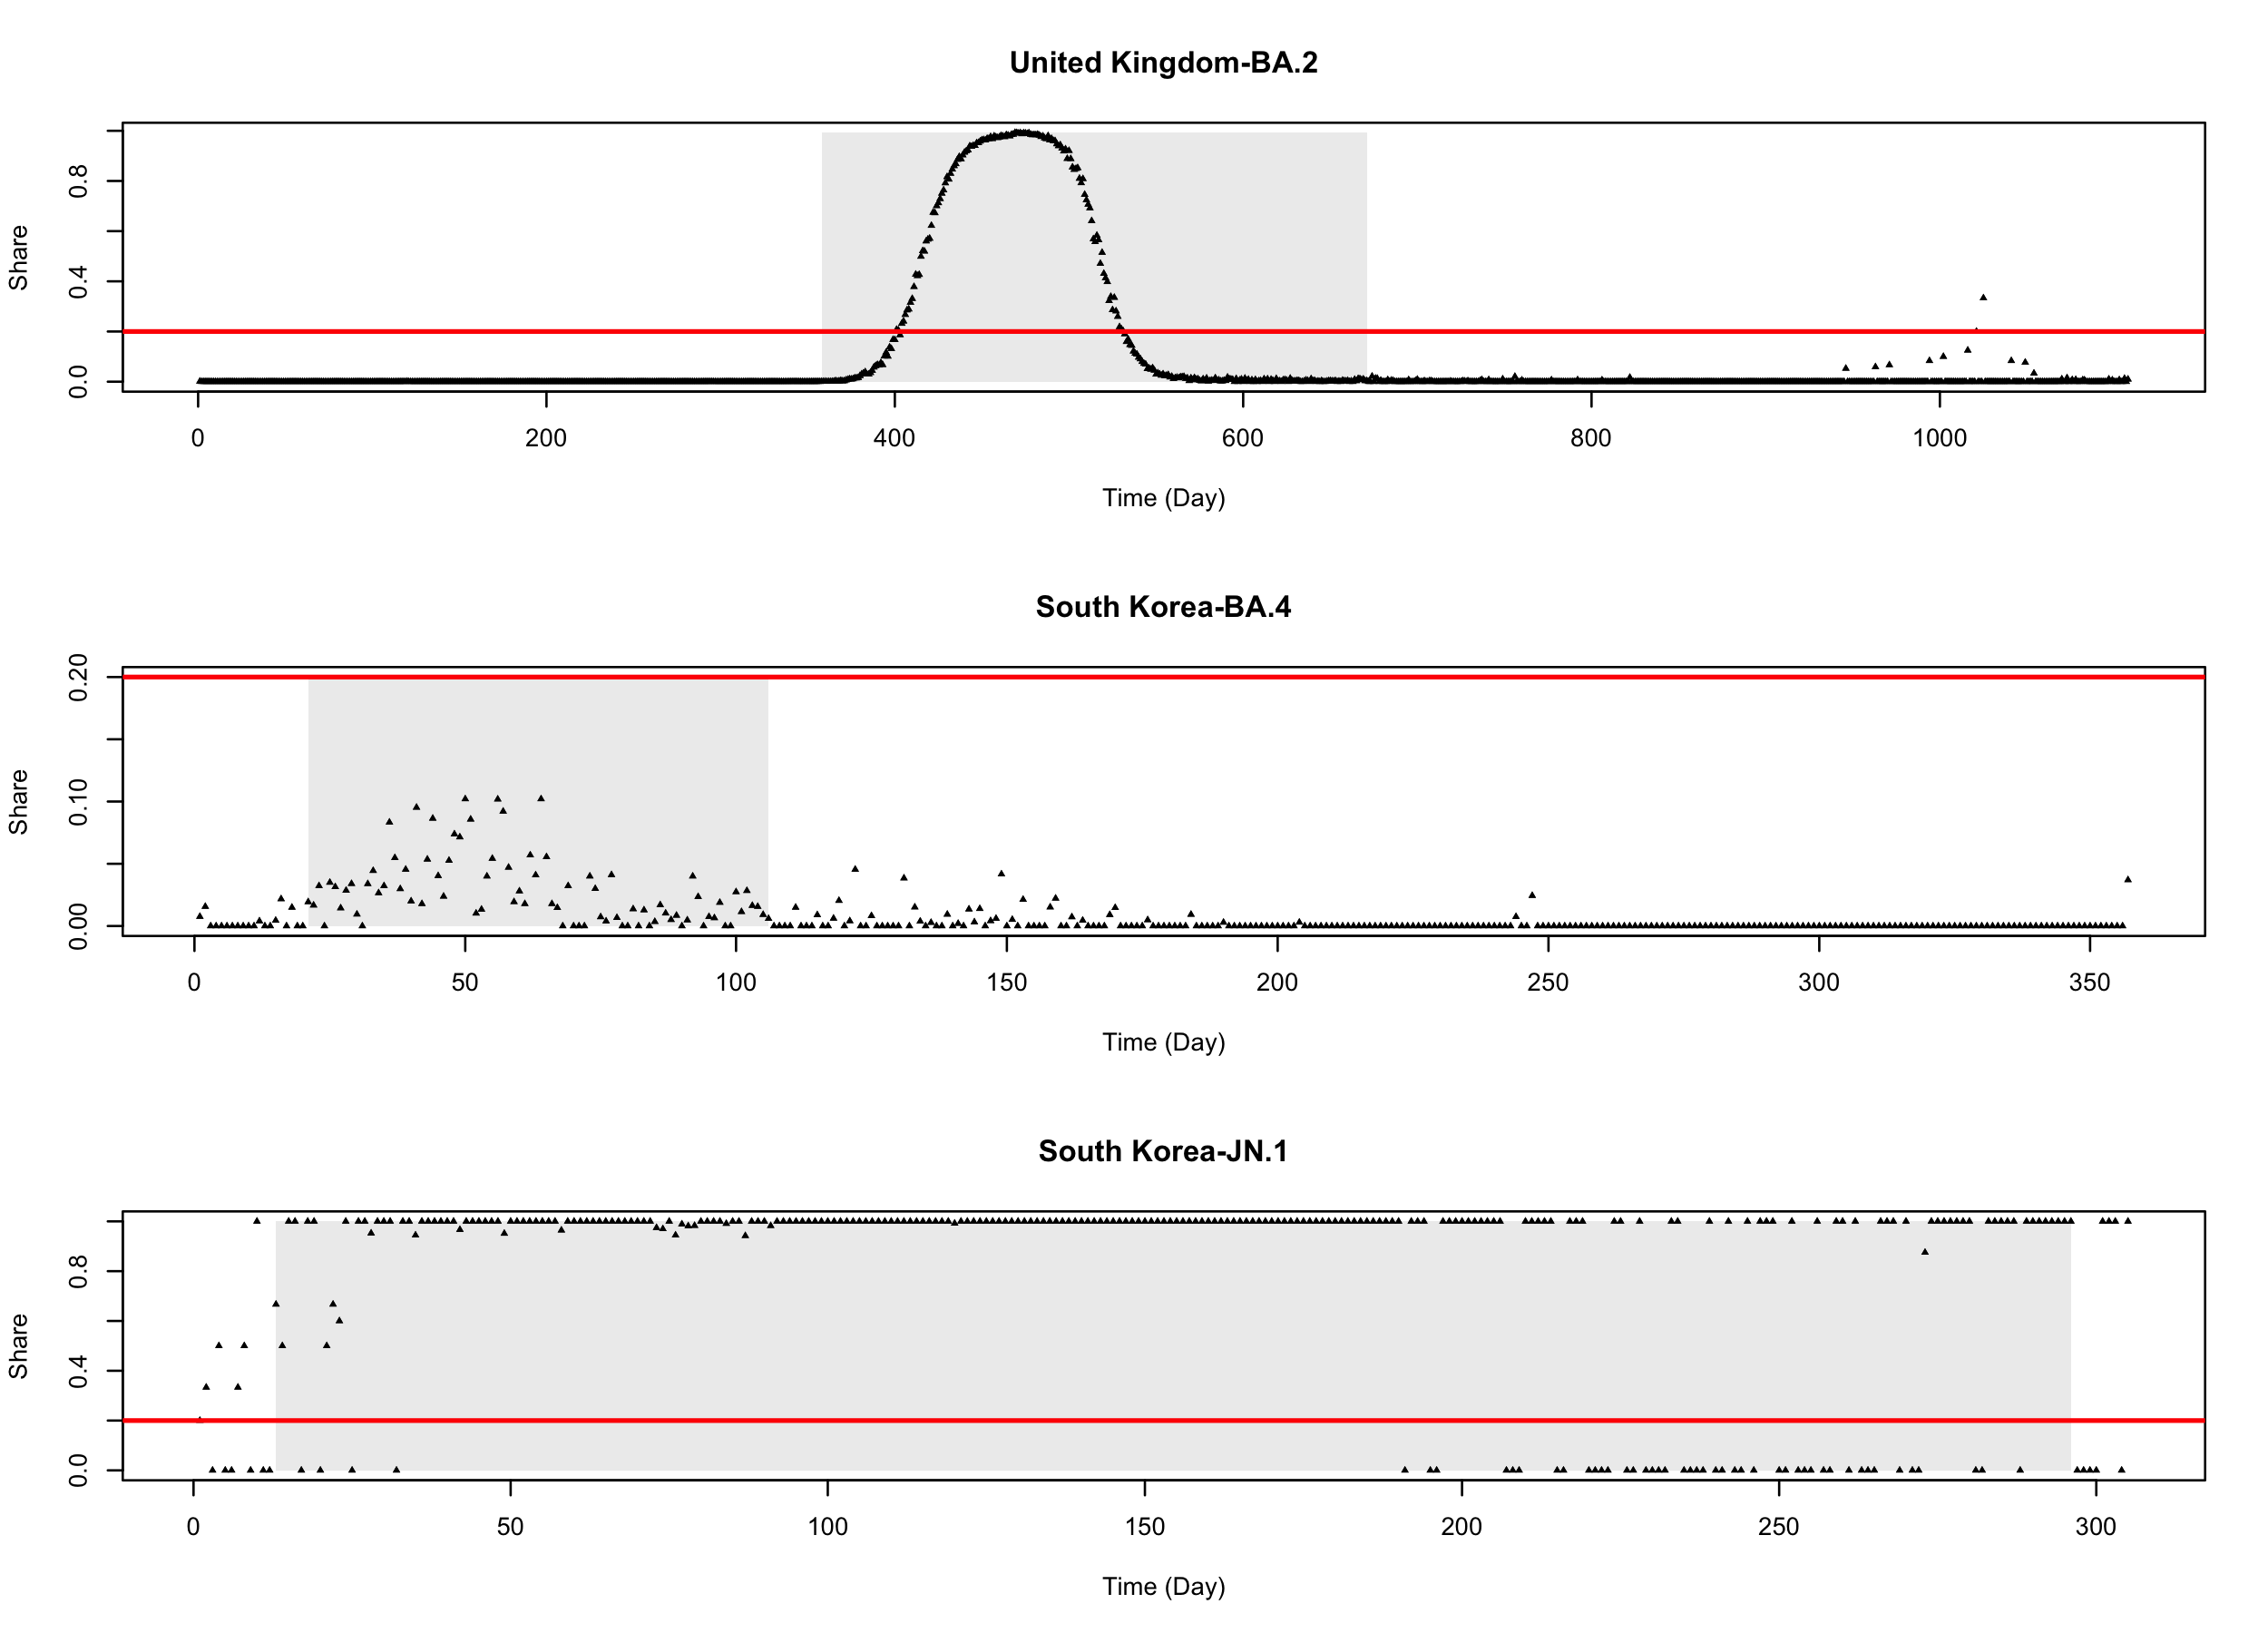 United Kingdom-BA.2
Share
0.0 0.4 0.8
0 200 400 600 800 1000
Time (Day)
South Korea-BA.4
Share
0.00 0.10 0.20
0 50 100 150 200 250 300 350
Time (Day)
South Korea-JN.1
Share
0.0 0.4 0.8
0 50 100 150 200 250 300
Time (Day)